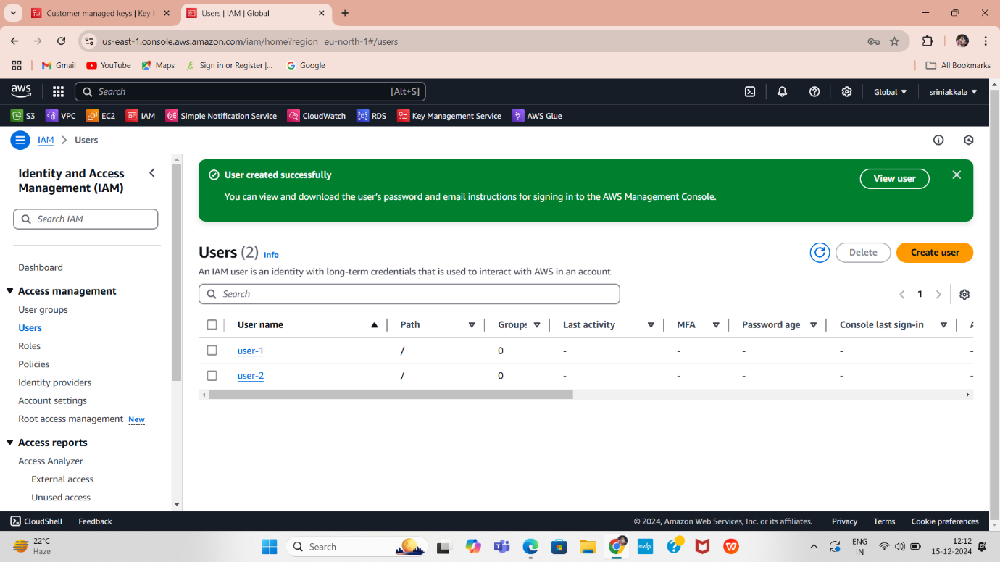 Customer managed keys | Key
Users | IAM | Global
us-east-1.console.aws.amazon.com/iam/home?region=eu-north-1#/users
Gmail
YouTube
Maps
Sign in or Register |...
Google
All Bookmarks
aws
Search
[Alt+S]
Global
sriniakkala
S3
VPC
EC2
IAM
Simple Notification Service
CloudWatch
RDS
Key Management Service
AWS Glue
IAM
Users
Identity and Access
Management (IAM)
Search IAM
Dashboard
Access management
User groups
Users
Roles
Policies
Identity providers
Account settings
Root access management New
Access reports
Access Analyzer
External access
Unused access
User created successfully
You can view and download the user's password and email instructions for signing in to the AWS Management Console.
View user
Users (2) Info
Delete
Create user
An IAM user is an identity with long-term credentials that is used to interact with AWS in an account.
Search
1
User name
Path
Groups
Last activity
MFA
Password age
Console last sign-in
user-1 / 0 - - - - -
user-2 / 0 - - - - -
CloudShell
Feedback
© 2024, Amazon Web Services, Inc. or its affiliates.
Privacy
Terms
Cookie preferences
22°C
Haze
Search
myhp
ENG
IN
12:12
15-12-2024